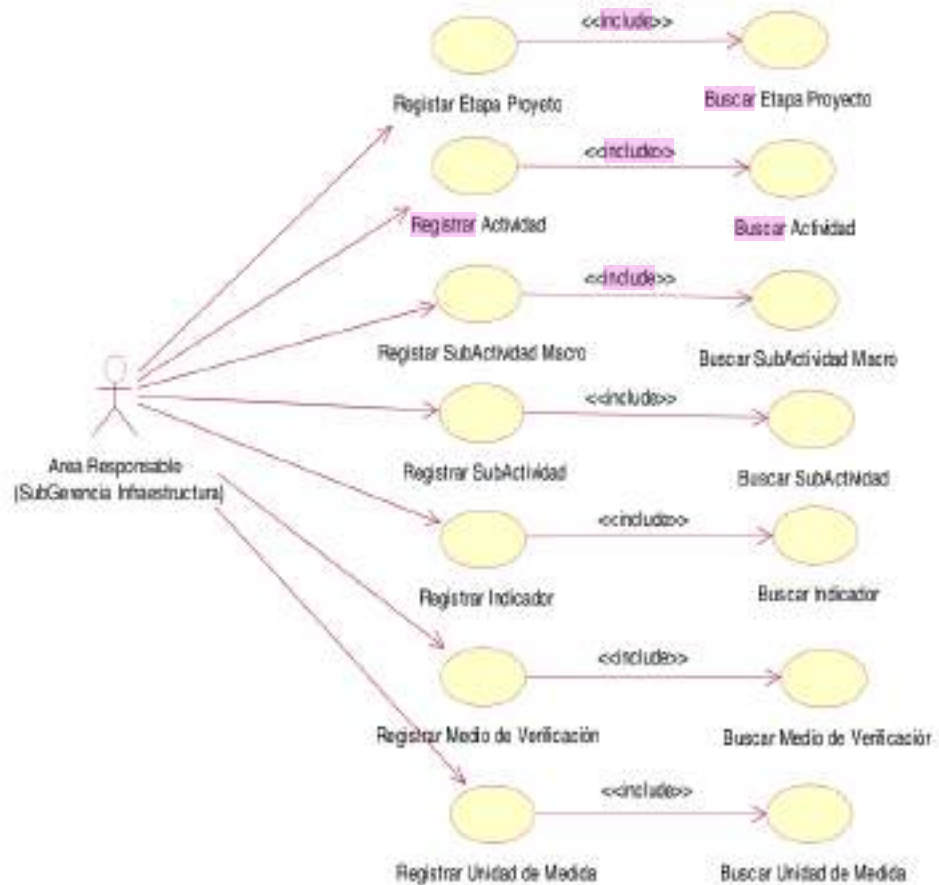 <<include>>
Registar Etapa Proyeto
Buscar Etapa Proyecto
<<include>>
Registrar Actividad
Buscar Actividad
<<include>>
Registar SubActividad Macro
Buscar SubActividad Macro
<<include>>
Area Responsable
(SubGerencia Infraestructura)
Registrar SubActividad
Buscar SubActividad
<<include>>
Registrar Indicador
Buscar Indicador
<<include>>
Registrar Medio de Verificación
Buscar Medio de Verificación
<<include>>
Registrar Unidad de Medida
Buscar Unidad de Medida